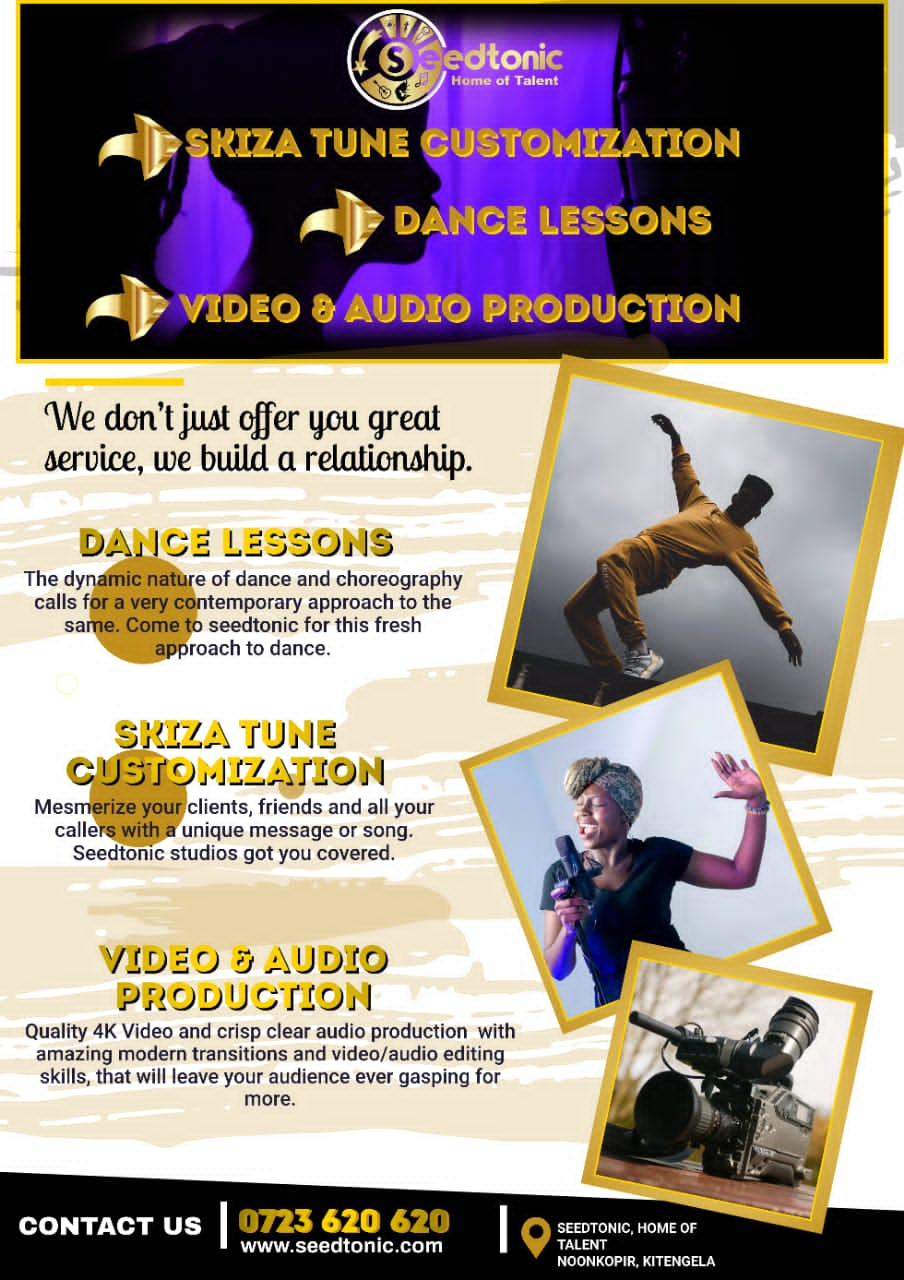 Seedtonic
Home of Talent
SKIZA TUNE CUSTOMIZATION
DANCE LESSONS
VIDEO & AUDIO PRODUCTION
We don't just offer you great
service, we build a relationship.
DANCE LESSONS
The dynamic nature of dance and choreography
calls for a very contemporary approach to the
same. Come to seedtonic for this fresh
approach to dance.
SKIZA TUNE
CUSTOMIZATION
Mesmerize your clients, friends and all your
callers with a unique message or song.
Seedtonic studios got you covered.
VIDEO & AUDIO
PRODUCTION
Quality 4K Video and crisp clear audio production with
amazing modern transitions and video/audio editing
skills, that will leave your audience ever gasping for
more.
CONTACT US
0723 620 620
www.seedtonic.com
SEEDTONIC, HOME OF
TALENT
NOONKOPIR, KITENGELA